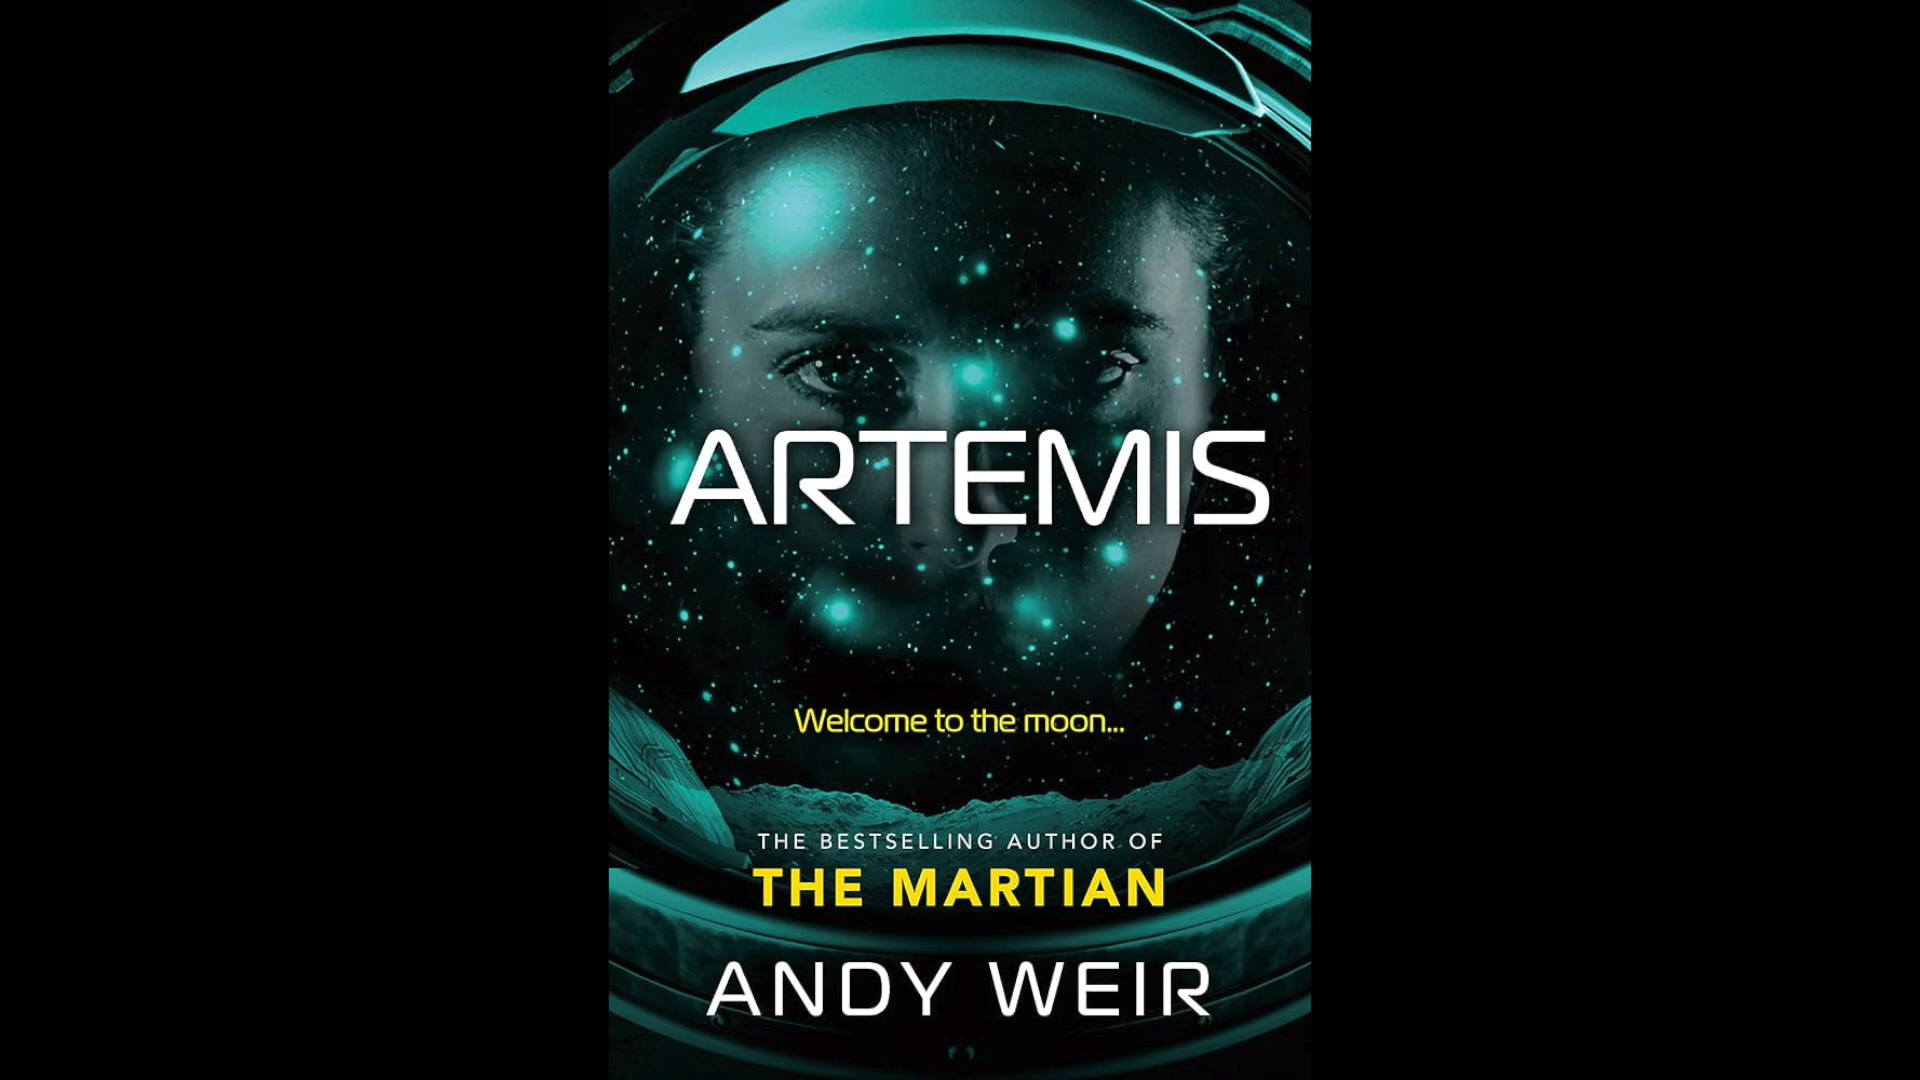 ARTEMIS
Welcome to the moon...
THE BESTSELLING AUTHOR OF
THE MARTIAN
ANDY WEIR